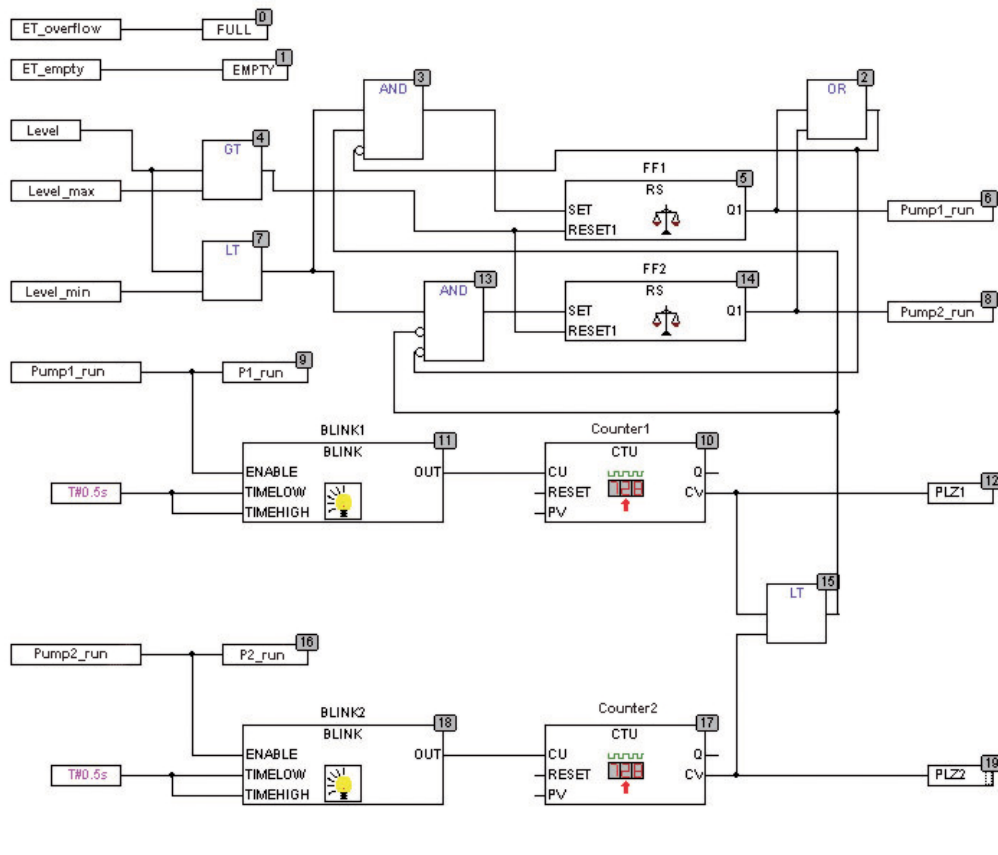 0
ET_overflow FULL
1
ET_empty EMPTY
3 2
AND OR
Level
4
GT
Level_max
FF1
5
RS
6
SET Q1 Pump1_run
RESET1
7
LT
FF2
13 14
AND RS
8
Level_min
SET Q1 Pump2_run
RESET1
9
Pump1_run P1_run
BLINK1 Counter1
11 10
BLINK CTU
ENABLE OUT CU Q
12
T#0.5s TIMELOW RESET CV PLZ1
TIMEHIGH PV
15
LT
16
Pump2_run P2_run
BLINK2 Counter2
18 17
BLINK CTU
ENABLE OUT CU Q
19
T#0.5s TIMELOW RESET CV PLZ2
TIMEHIGH PV